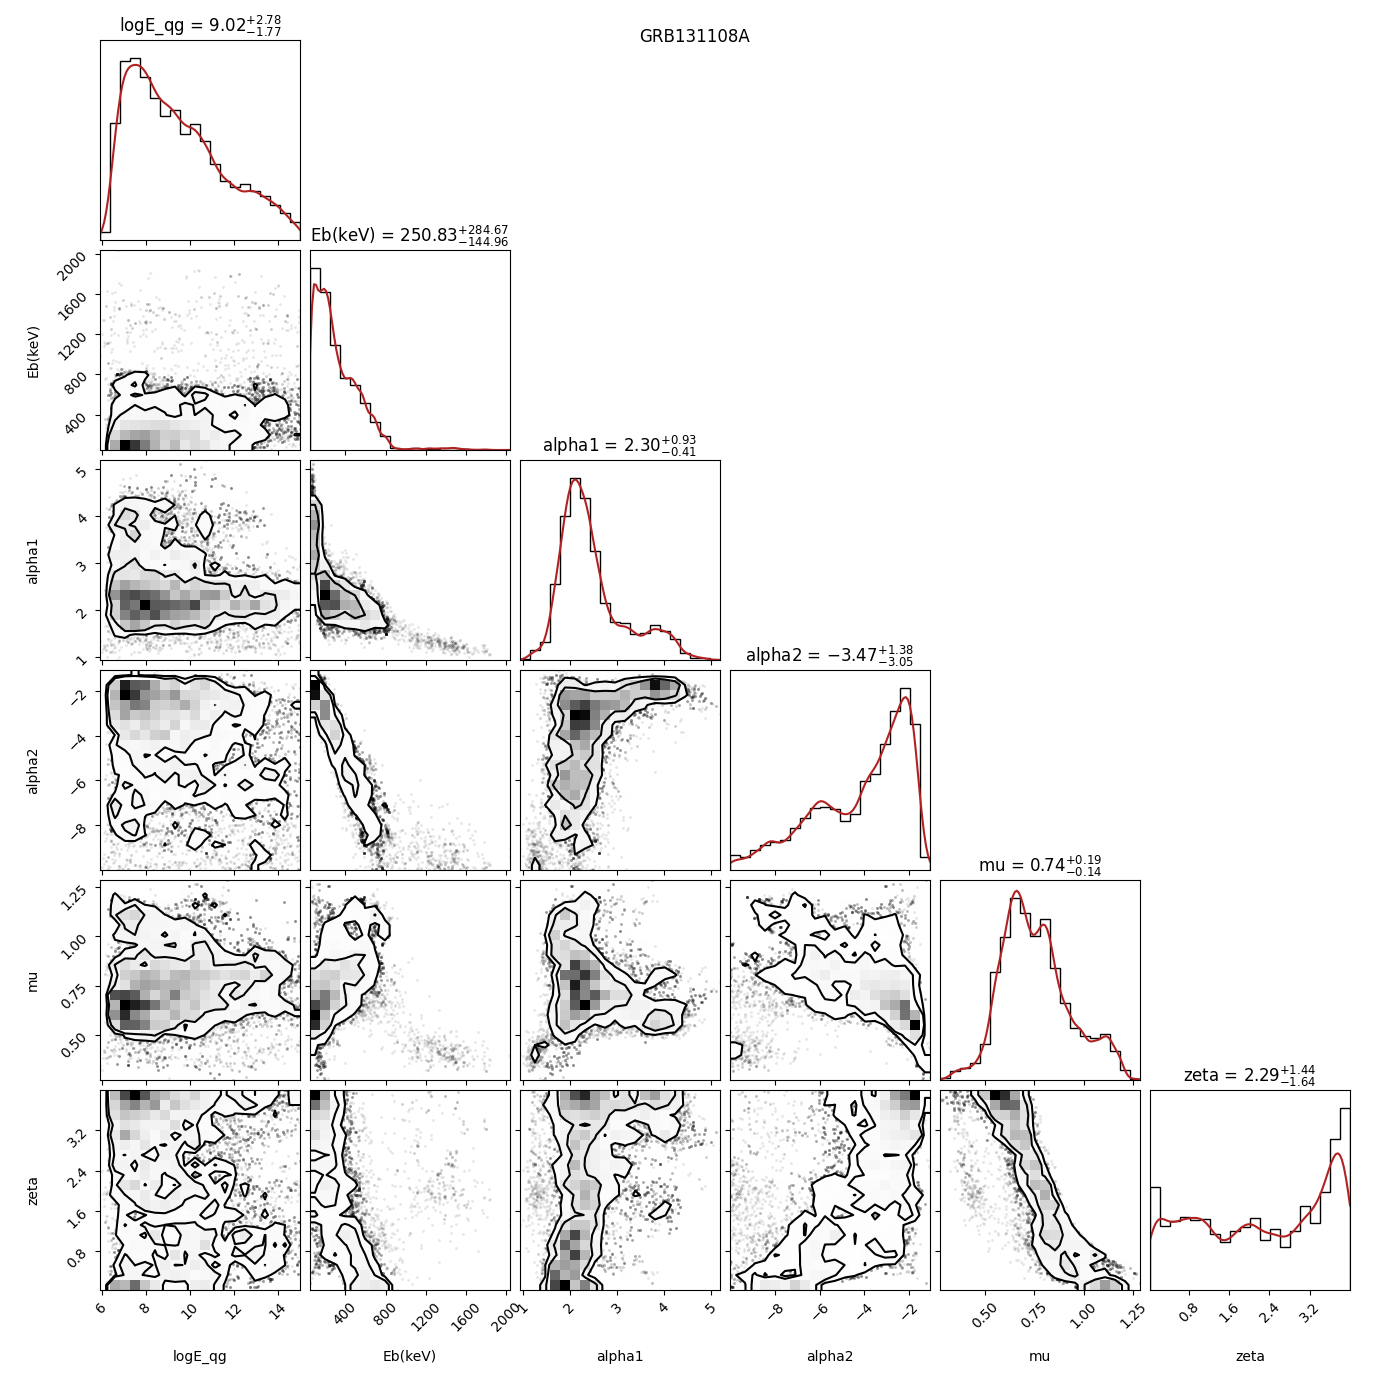 GRB131108A
logE_qg = 9.02+2.78 −1.77
Eb(keV) = 250.83+284.67 −144.96
2000
1600
1200
800
400
Eb(keV)
alpha1 = 2.30+0.93 −0.41
5
4
3
2
1
alpha1
alpha2 = −3.47+1.38 −3.05
−2
−4
−6
−8
alpha2
mu = 0.74+0.19 −0.14
1.25
1.00
0.75
0.50
mu
zeta = 2.29+1.44 −1.64
3.2
2.4
1.6
0.8
zeta
6 8 10 12 14
400 800 1200 1600 2000
1 2 3 4 5
−8 −6 −4 −2
0.50 0.75 1.00 1.25
0.8 1.6 2.4 3.2
logE_qg Eb(keV) alpha1 alpha2 mu zeta